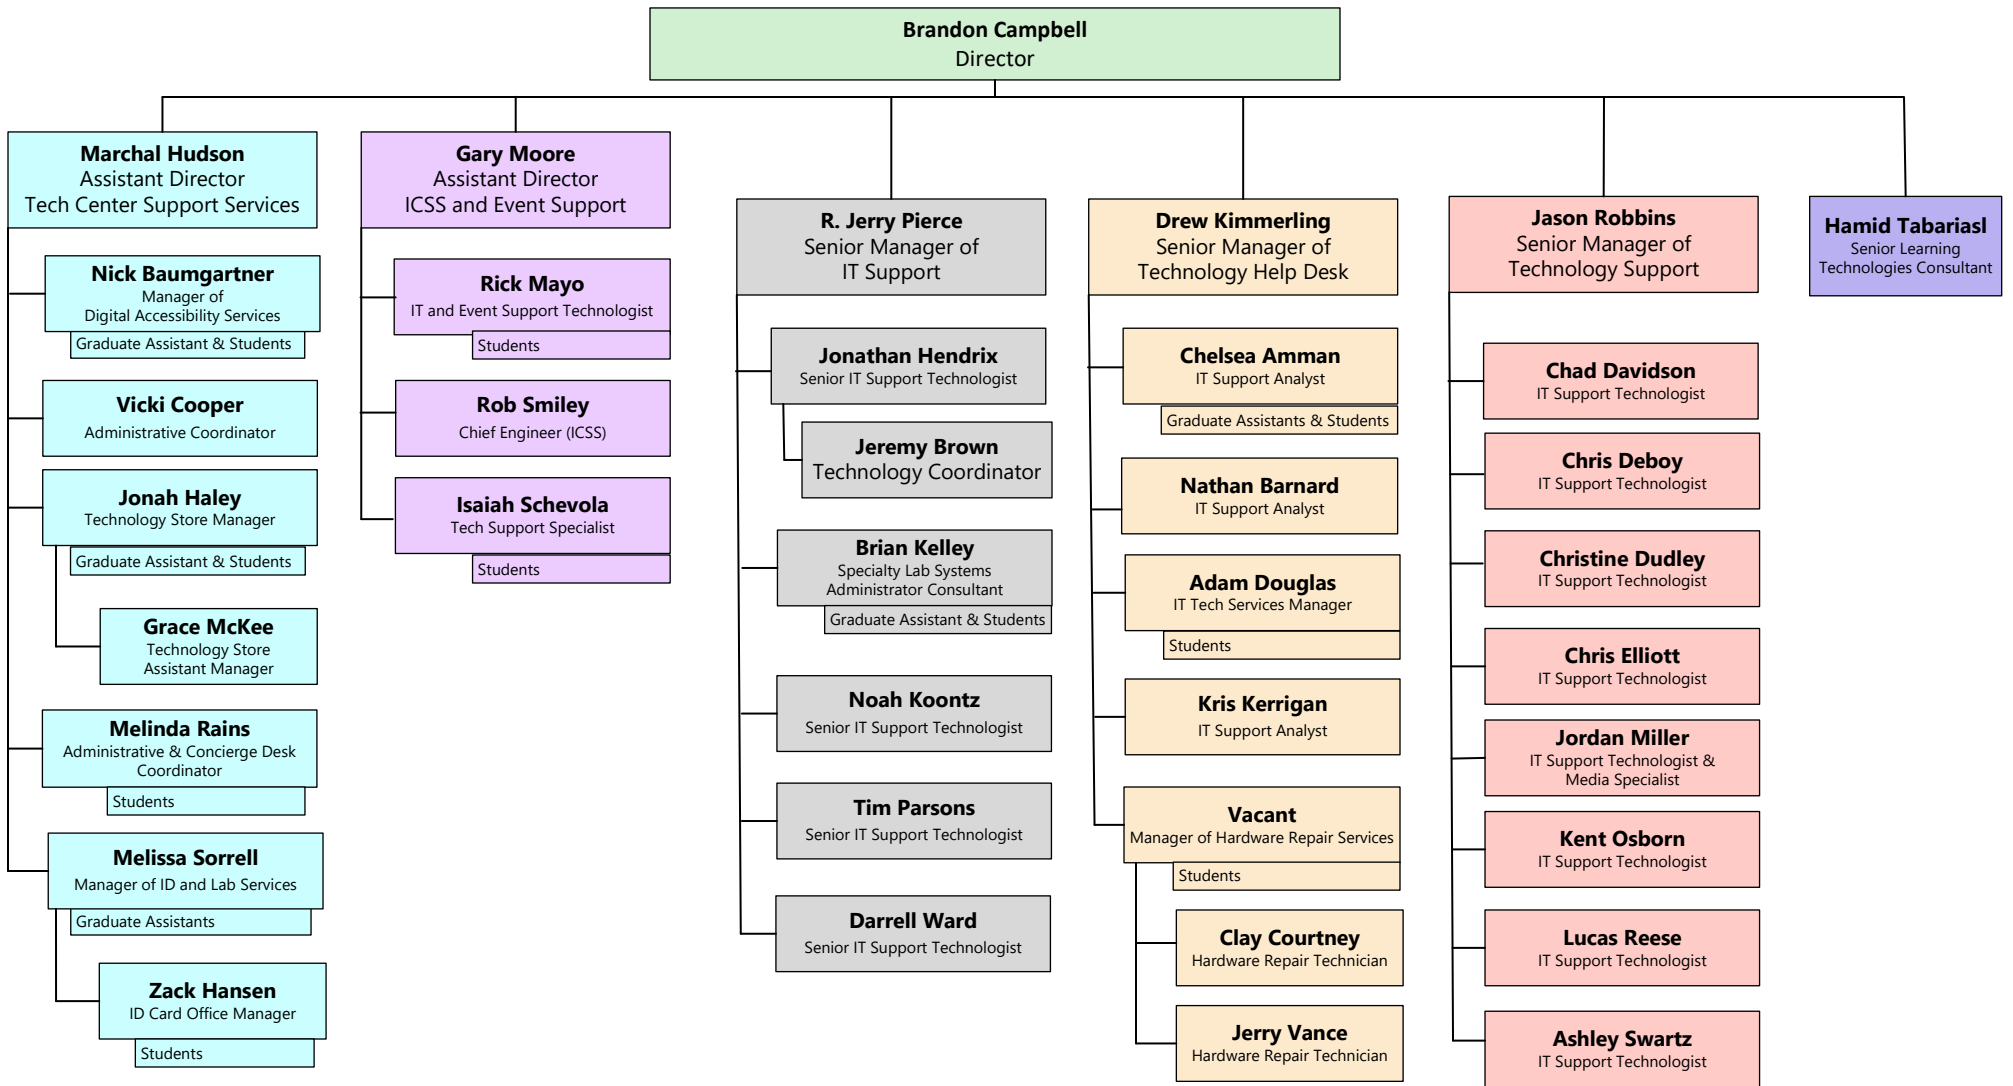 Brandon Campbell
Director
Marchal Hudson
Assistant Director
Tech Center Support Services
Nick Baumgartner
Manager of
Digital Accessibility Services
Graduate Assistant & Students
Vicki Cooper
Administrative Coordinator
Jonah Haley
Technology Store Manager
Graduate Assistant & Students
Grace McKee
Technology Store
Assistant Manager
Melinda Rains
Administrative & Concierge Desk
Coordinator
Students
Melissa Sorrell
Manager of ID and Lab Services
Graduate Assistants
Zack Hansen
ID Card Office Manager
Students
Gary Moore
Assistant Director
ICSS and Event Support
Rick Mayo
IT and Event Support Technologist
Students
Rob Smiley
Chief Engineer (ICSS)
Isaiah Schevola
Tech Support Specialist
Students
R. Jerry Pierce
Senior Manager of
IT Support
Jonathan Hendrix
Senior IT Support Technologist
Jeremy Brown
Technology Coordinator
Brian Kelley
Specialty Lab Systems
Administrator Consultant
Graduate Assistant & Students
Noah Koontz
Senior IT Support Technologist
Tim Parsons
Senior IT Support Technologist
Darrell Ward
Senior IT Support Technologist
Drew Kimmerling
Senior Manager of
Technology Help Desk
Chelsea Amman
IT Support Analyst
Graduate Assistants & Students
Nathan Barnard
IT Support Analyst
Adam Douglas
IT Tech Services Manager
Students
Kris Kerrigan
IT Support Analyst
Vacant
Manager of Hardware Repair Services
Students
Clay Courtney
Hardware Repair Technician
Jerry Vance
Hardware Repair Technician
Jason Robbins
Senior Manager of
Technology Support
Chad Davidson
IT Support Technologist
Chris Deboy
IT Support Technologist
Christine Dudley
IT Support Technologist
Chris Elliott
IT Support Technologist
Jordan Miller
IT Support Technologist &
Media Specialist
Kent Osborn
IT Support Technologist
Lucas Reese
IT Support Technologist
Ashley Swartz
IT Support Technologist
Hamid Tabariasl
Senior Learning
Technologies Consultant